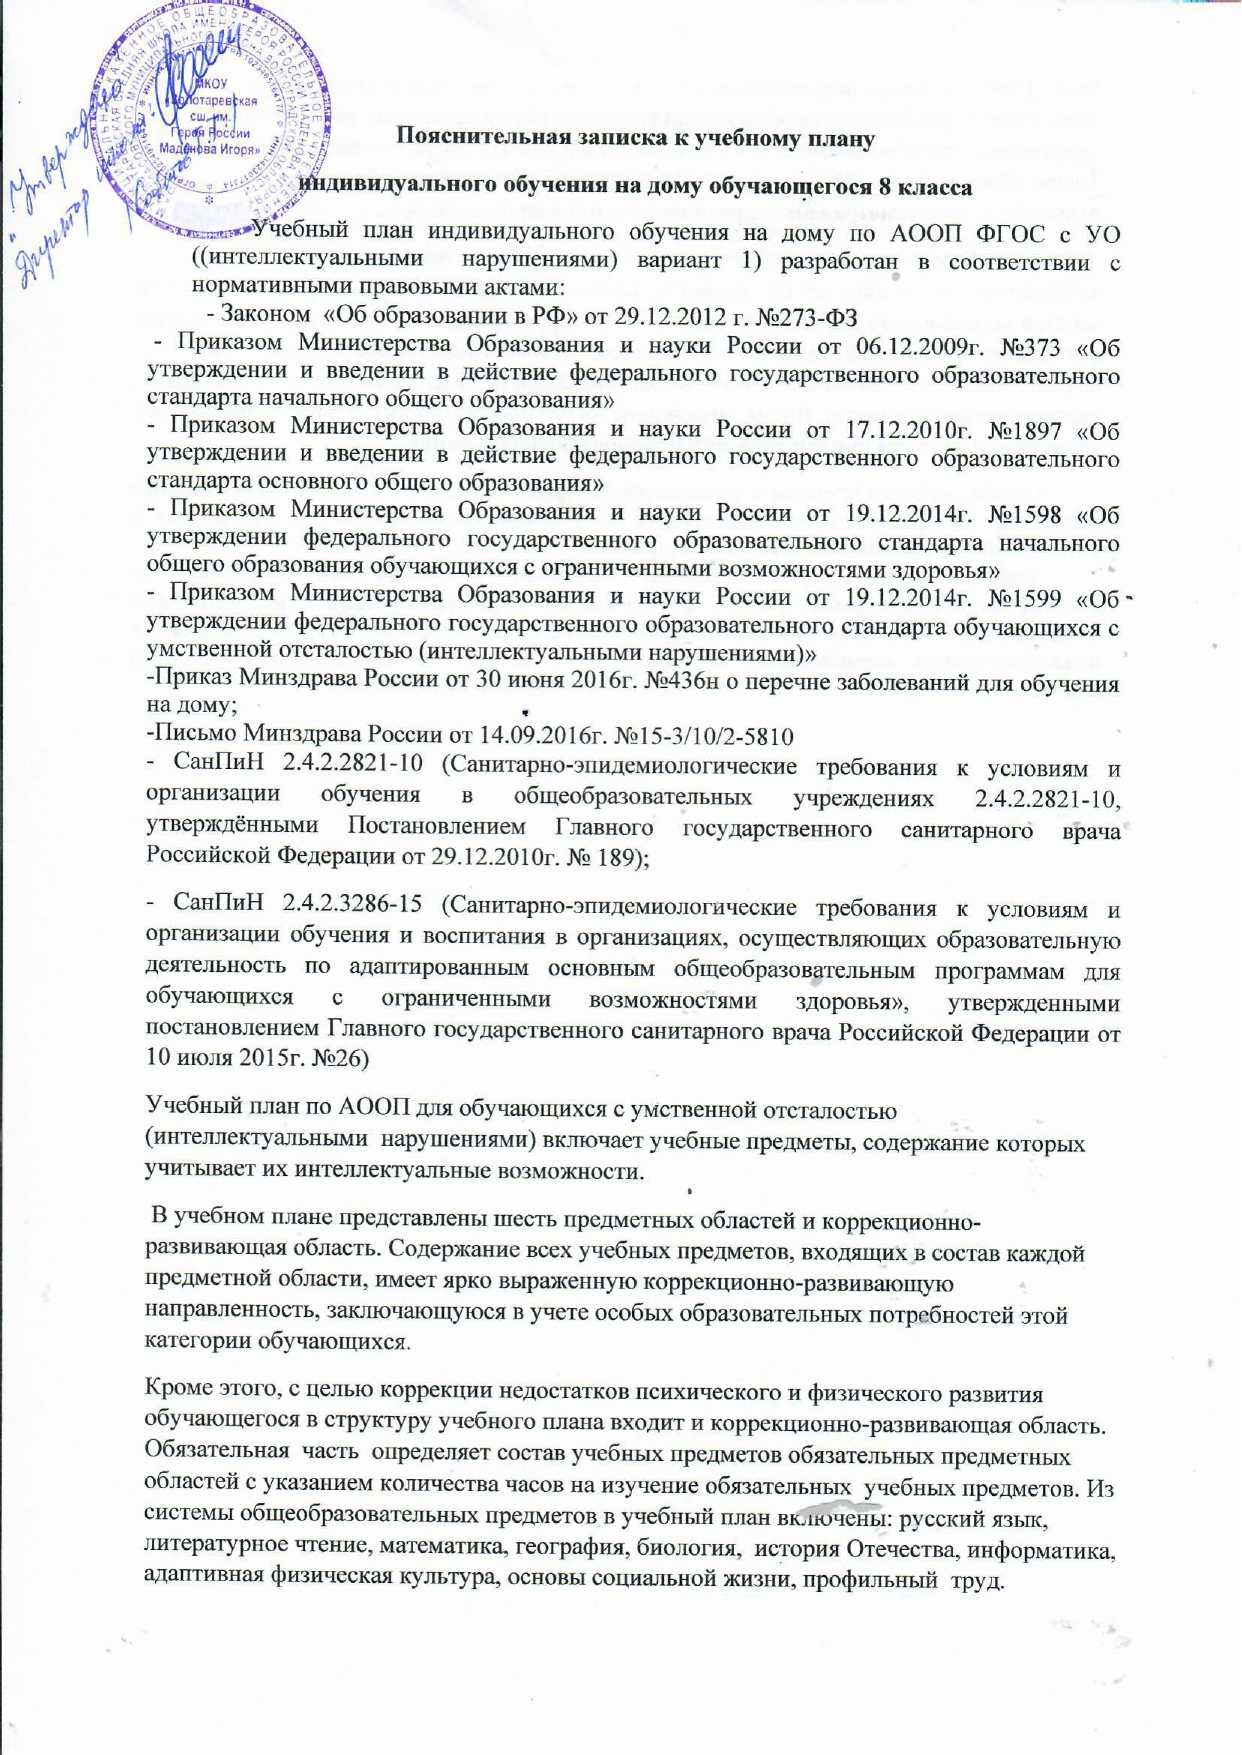 "Утверждаю"
Директор школы:
МКОУ
«Золотаревская
сш. им.
Героя России
Маденова Игоря»
Пояснительная записка к учебному плану
индивидуального обучения на дому обучающегося 8 класса
Учебный план индивидуального обучения на дому по АООП ФГОС с УО
((интеллектуальными нарушениями) вариант 1) разработан в соответствии с
нормативными правовыми актами:
- Законом «Об образовании в РФ» от 29.12.2012 г. №273-ФЗ
- Приказом Министерства Образования и науки России от 06.12.2009г. №373 «Об
утверждении и введении в действие федерального государственного образовательного
стандарта начального общего образования»
- Приказом Министерства Образования и науки России от 17.12.2010г. №1897 «Об
утверждении и введении в действие федерального государственного образовательного
стандарта основного общего образования»
- Приказом Министерства Образования и науки России от 19.12.2014г. №1598 «Об
утверждении федерального государственного образовательного стандарта начального
общего образования обучающихся с ограниченными возможностями здоровья»
- Приказом Министерства Образования и науки России от 19.12.2014г. №1599 «Об
утверждении федерального государственного образовательного стандарта обучающихся с
умственной отсталостью (интеллектуальными нарушениями)»
-Приказ Минздрава России от 30 июня 2016г. №436н о перечне заболеваний для обучения
на дому;
-Письмо Минздрава России от 14.09.2016г. №15-3/10/2-5810
- СанПиН 2.4.2.2821-10 (Санитарно-эпидемиологические требования к условиям и
организации обучения в общеобразовательных учреждениях 2.4.2.2821-10,
утверждёнными Постановлением Главного государственного санитарного врача
Российской Федерации от 29.12.2010г. № 189);
- СанПиН 2.4.2.3286-15 (Санитарно-эпидемиологические требования к условиям и
организации обучения и воспитания в организациях, осуществляющих образовательную
деятельность по адаптированным основным общеобразовательным программам для
обучающихся с ограниченными возможностями здоровья», утвержденными
постановлением Главного государственного санитарного врача Российской Федерации от
10 июля 2015г. №26)
Учебный план по АООП для обучающихся с умственной отсталостью
(интеллектуальными нарушениями) включает учебные предметы, содержание которых
учитывает их интеллектуальные возможности.
В учебном плане представлены шесть предметных областей и коррекционно-
развивающая область. Содержание всех учебных предметов, входящих в состав каждой
предметной области, имеет ярко выраженную коррекционно-развивающую
направленность, заключающуюся в учете особых образовательных потребностей этой
категории обучающихся.
Кроме этого, с целью коррекции недостатков психического и физического развития
обучающегося в структуру учебного плана входит и коррекционно-развивающая область.
Обязательная часть определяет состав учебных предметов обязательных предметных
областей с указанием количества часов на изучение обязательных учебных предметов. Из
системы общеобразовательных предметов в учебный план включены: русский язык,
литературное чтение, математика, география, биология, история Отечества, информатика,
адаптивная физическая культура, основы социальной жизни, профильный труд.